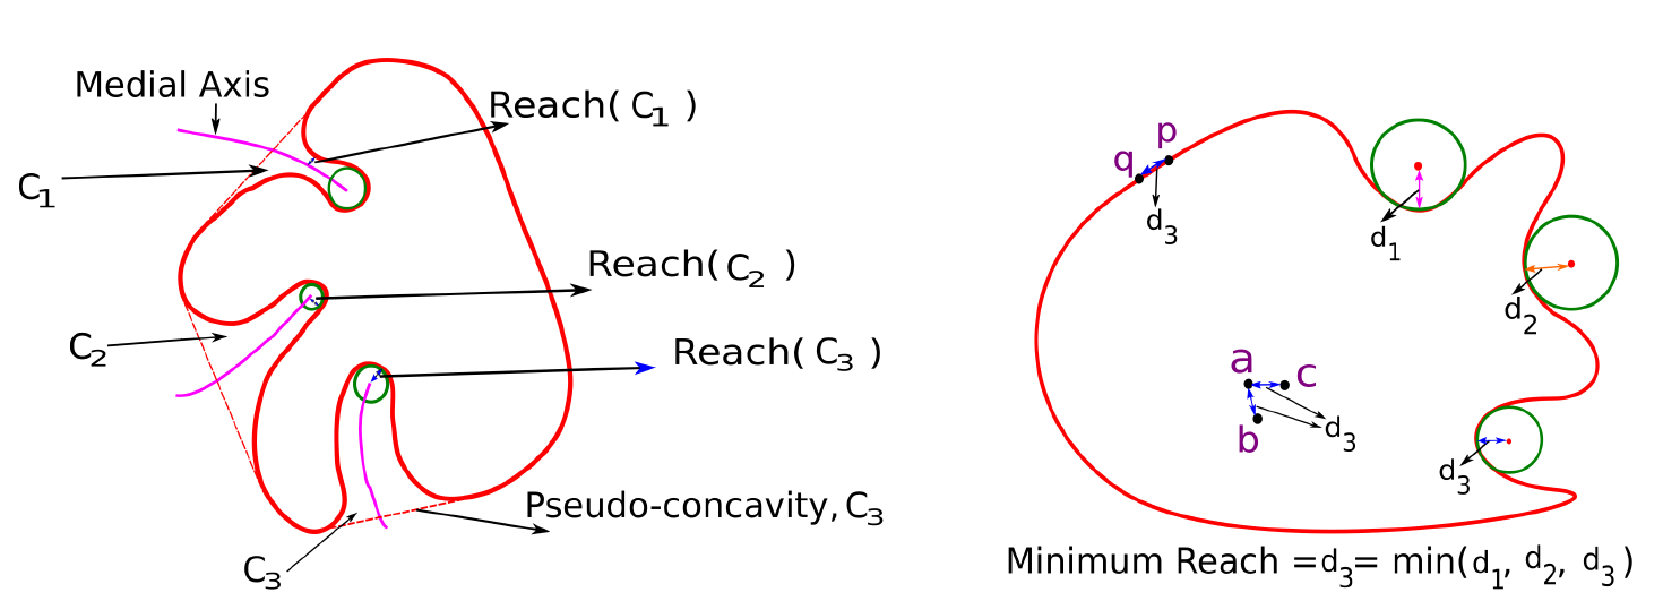 Medial Axis
Reach( C1 )
C1
Reach( C2 )
C2
Reach( C3 )
Pseudo-concavity, C3
C3
p
q
d3
d1
d2
a
c
b
d3
d3
Minimum Reach =d3= min(d1, d2, d3 )